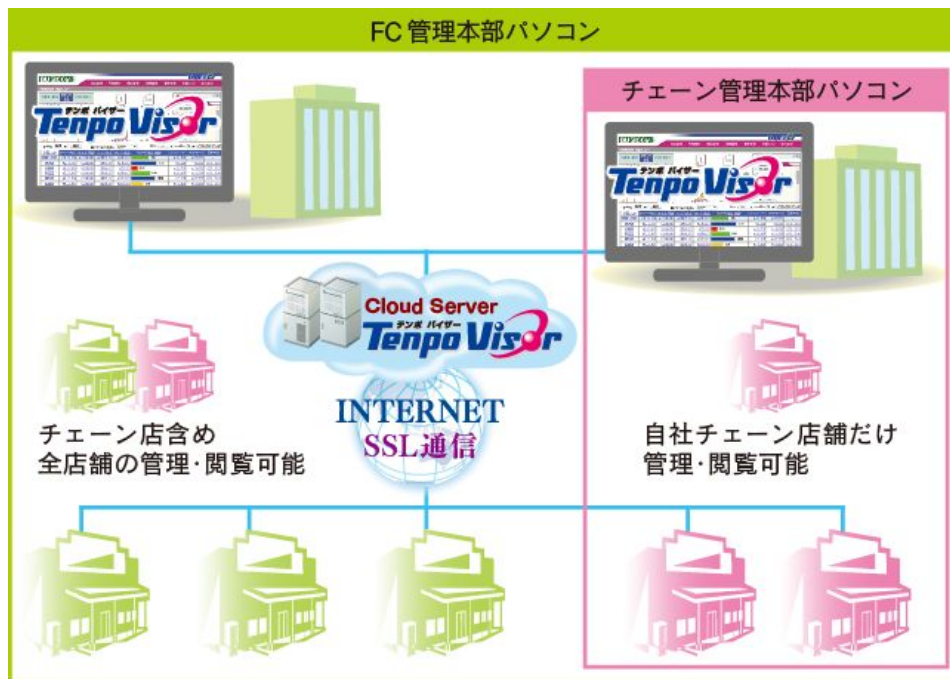 FC管理本部パソコン
チェーン管理本部パソコン
テンポ バイザー
Tenpo Visor
テンポ バイザー
Tenpo Visor
Cloud Server
テンポ バイザー
Tenpo Visor
INTERNET
SSL通信
チェーン店含め
全店舗の管理・閲覧可能
自社チェーン店舗だけ
管理・閲覧可能